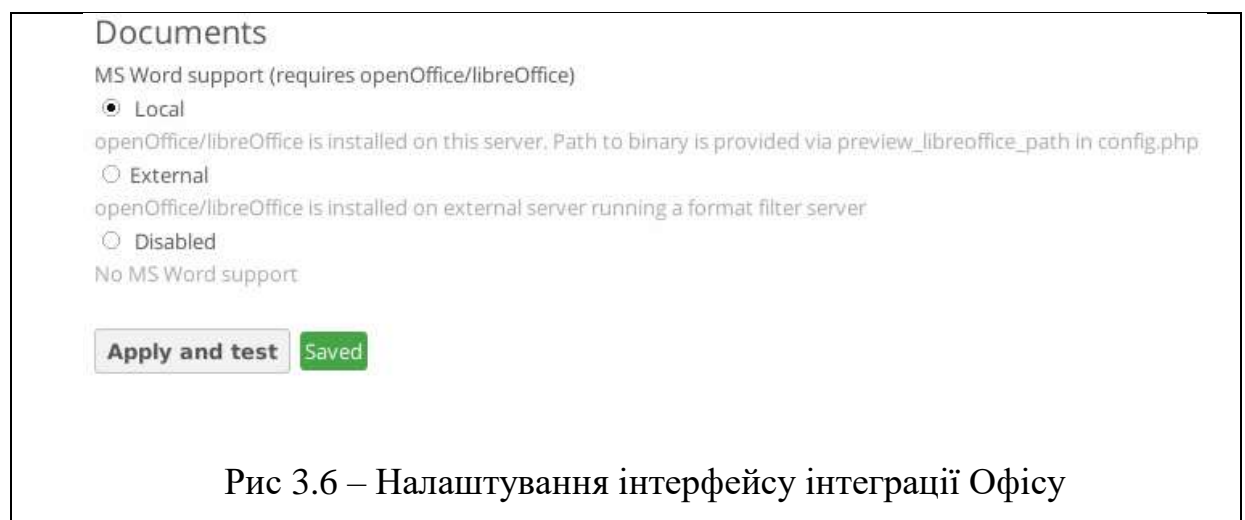 Documents
MS Word support (requires openOffice/libreOffice)
Local
openOffice/libreOffice is installed on this server. Path to binary is provided via preview_libreoffice_path in config.php
External
openOffice/libreOffice is installed on external server running a format filter server
Disabled
No MS Word support
Apply and test Saved
Рис 3.6 – Налаштування інтерфейсу інтеграції Офісу